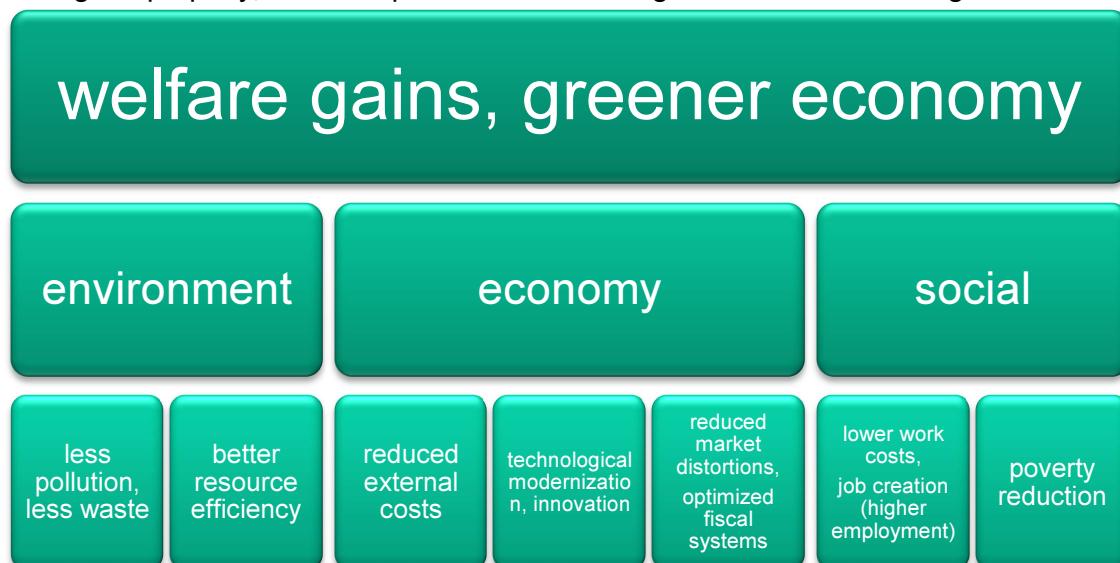 welfare gains, greener economy
environment
economy
social
less
pollution,
less waste
better
resource
efficiency
reduced
external
costs
technological
modernizatio
n, innovation
reduced
market
distortions,
optimized
fiscal
systems
lower work
costs,
job creation
(higher
employment)
poverty
reduction